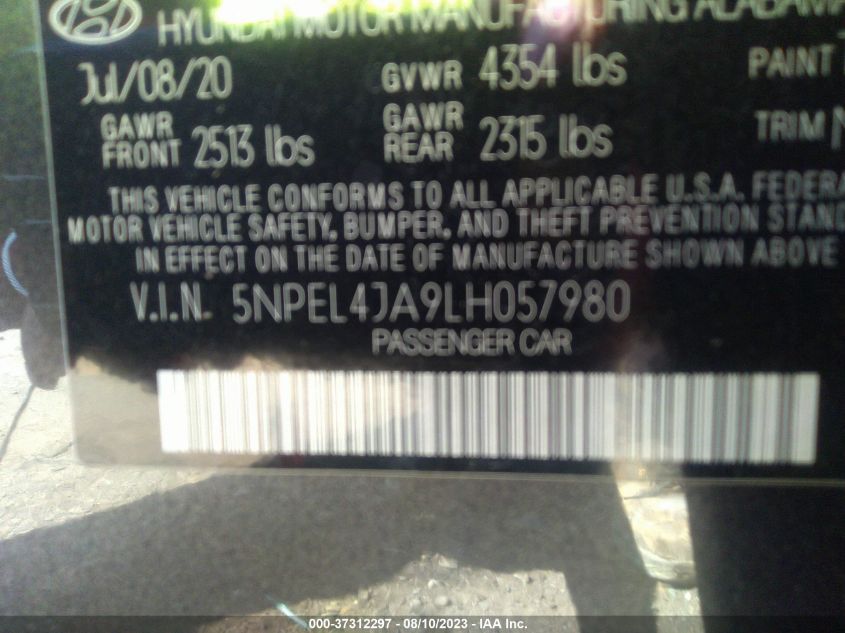 HYUNDAI MOTOR MANUFACTURING ALABAMA
Jul/08/20 GVWR 4354 lbs PAINT
GAWR FRONT 2513 lbs GAWR REAR 2315 lbs TRIM
THIS VEHICLE CONFORMS TO ALL APPLICABLE U.S.A. FEDERA
MOTOR VEHICLE SAFETY, BUMPER, AND THEFT PREVENTION STAND
IN EFFECT ON THE DATE OF MANUFACTURE SHOWN ABOVE
V.I.N. 5NPEL4JA9LH057980
PASSENGER CAR
000-37312297 - 08/10/2023 - IAA Inc.